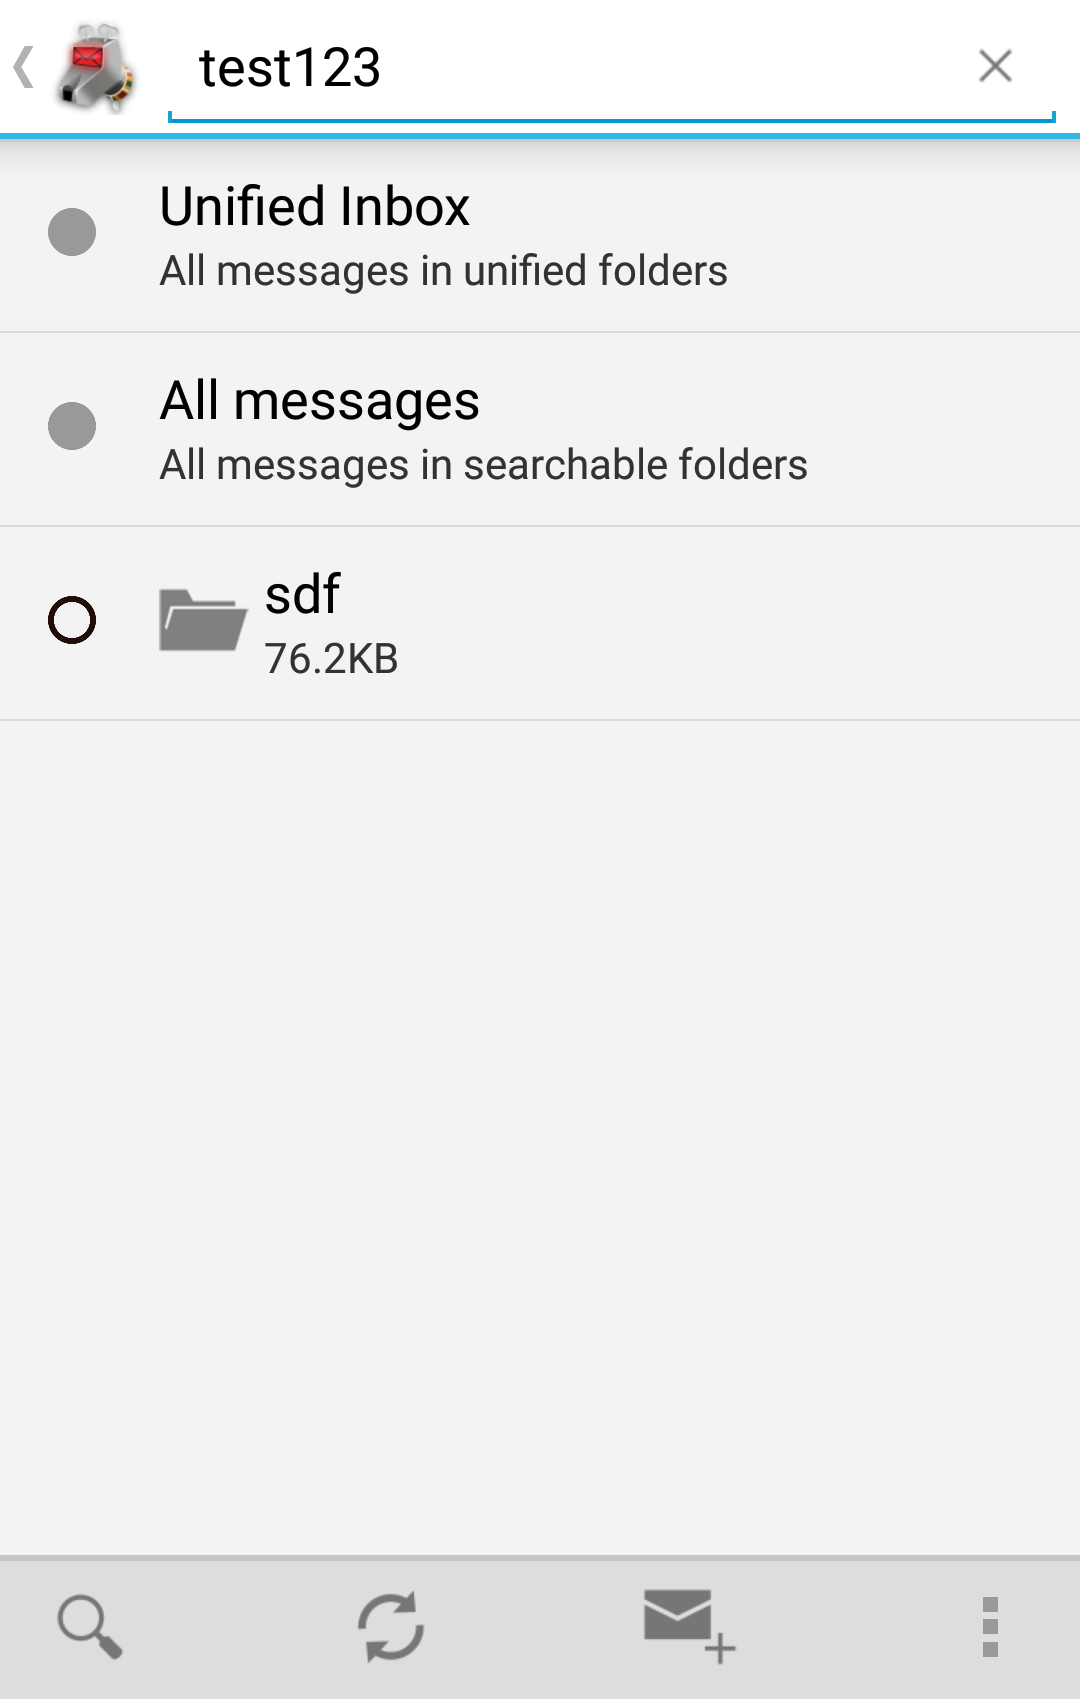 test123
Unified Inbox
All messages in unified folders
All messages
All messages in searchable folders
sdf
76.2KB